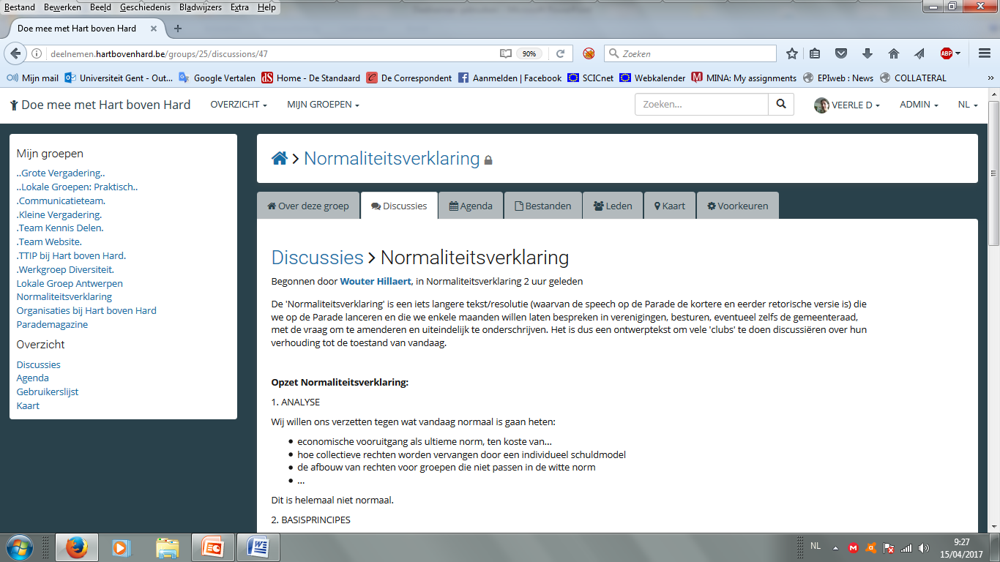 Bestand Bewerken Beeld Geschiedenis Bladwijzers Extra Help
Doe mee met Hart boven Hard
deelnemen.hartbovenhard.be/groups/25/discussions/47
90%
Zoeken
ABP
Mijn mail
Universiteit Gent - Out...
Google Vertalen
Home - De Standaard
De Correspondent
Aanmelden | Facebook
SCICnet
Webkalender
MINA: My assignments
EPIweb : News
COLLATERAL
Doe mee met Hart boven Hard
OVERZICHT
MIJN GROEPEN
Zoeken...
VEERLE D
ADMIN
NL
Mijn groepen
..Grote Vergadering..
..Lokale Groepen: Praktisch..
.Communicatieteam.
.Kleine Vergadering.
.Team Kennis Delen.
.Team Website.
.TTIP bij Hart boven Hard.
.Werkgroep Diversiteit.
Lokale Groep Antwerpen
Normaliteitsverklaring
Organisaties bij Hart boven Hard
Parademagazine
Overzicht
Discussies
Agenda
Gebruikerslijst
Kaart
Normaliteitsverklaring
Over deze groep
Discussies
Agenda
Bestanden
Leden
Kaart
Voorkeuren
Discussies > Normaliteitsverklaring
Begonnen door Wouter Hillaert, in Normaliteitsverklaring 2 uur geleden
De 'Normaliteitsverklaring' is een iets langere tekst/resolutie (waarvan de speech op de Parade de kortere en eerder retorische versie is) die
we op de Parade lanceren en die we enkele maanden willen laten bespreken in verenigingen, besturen, eventueel zelfs de gemeenteraad,
met de vraag om te amenderen en uiteindelijk te onderschrijven. Het is dus een ontwerptekst om vele 'clubs' te doen discussiëren over hun
verhouding tot de toestand van vandaag.
Opzet Normaliteitsverklaring:
1. ANALYSE
Wij willen ons verzetten tegen wat vandaag normaal is gaan heten:
• economische vooruitgang als ultieme norm, ten koste van...
• hoe collectieve rechten worden vervangen door een individueel schuldmodel
• de afbouw van rechten voor groepen die niet passen in de witte norm
• ...
Dit is helemaal niet normaal.
2. BASISPRINCIPES
NL
9:27
15/04/2017